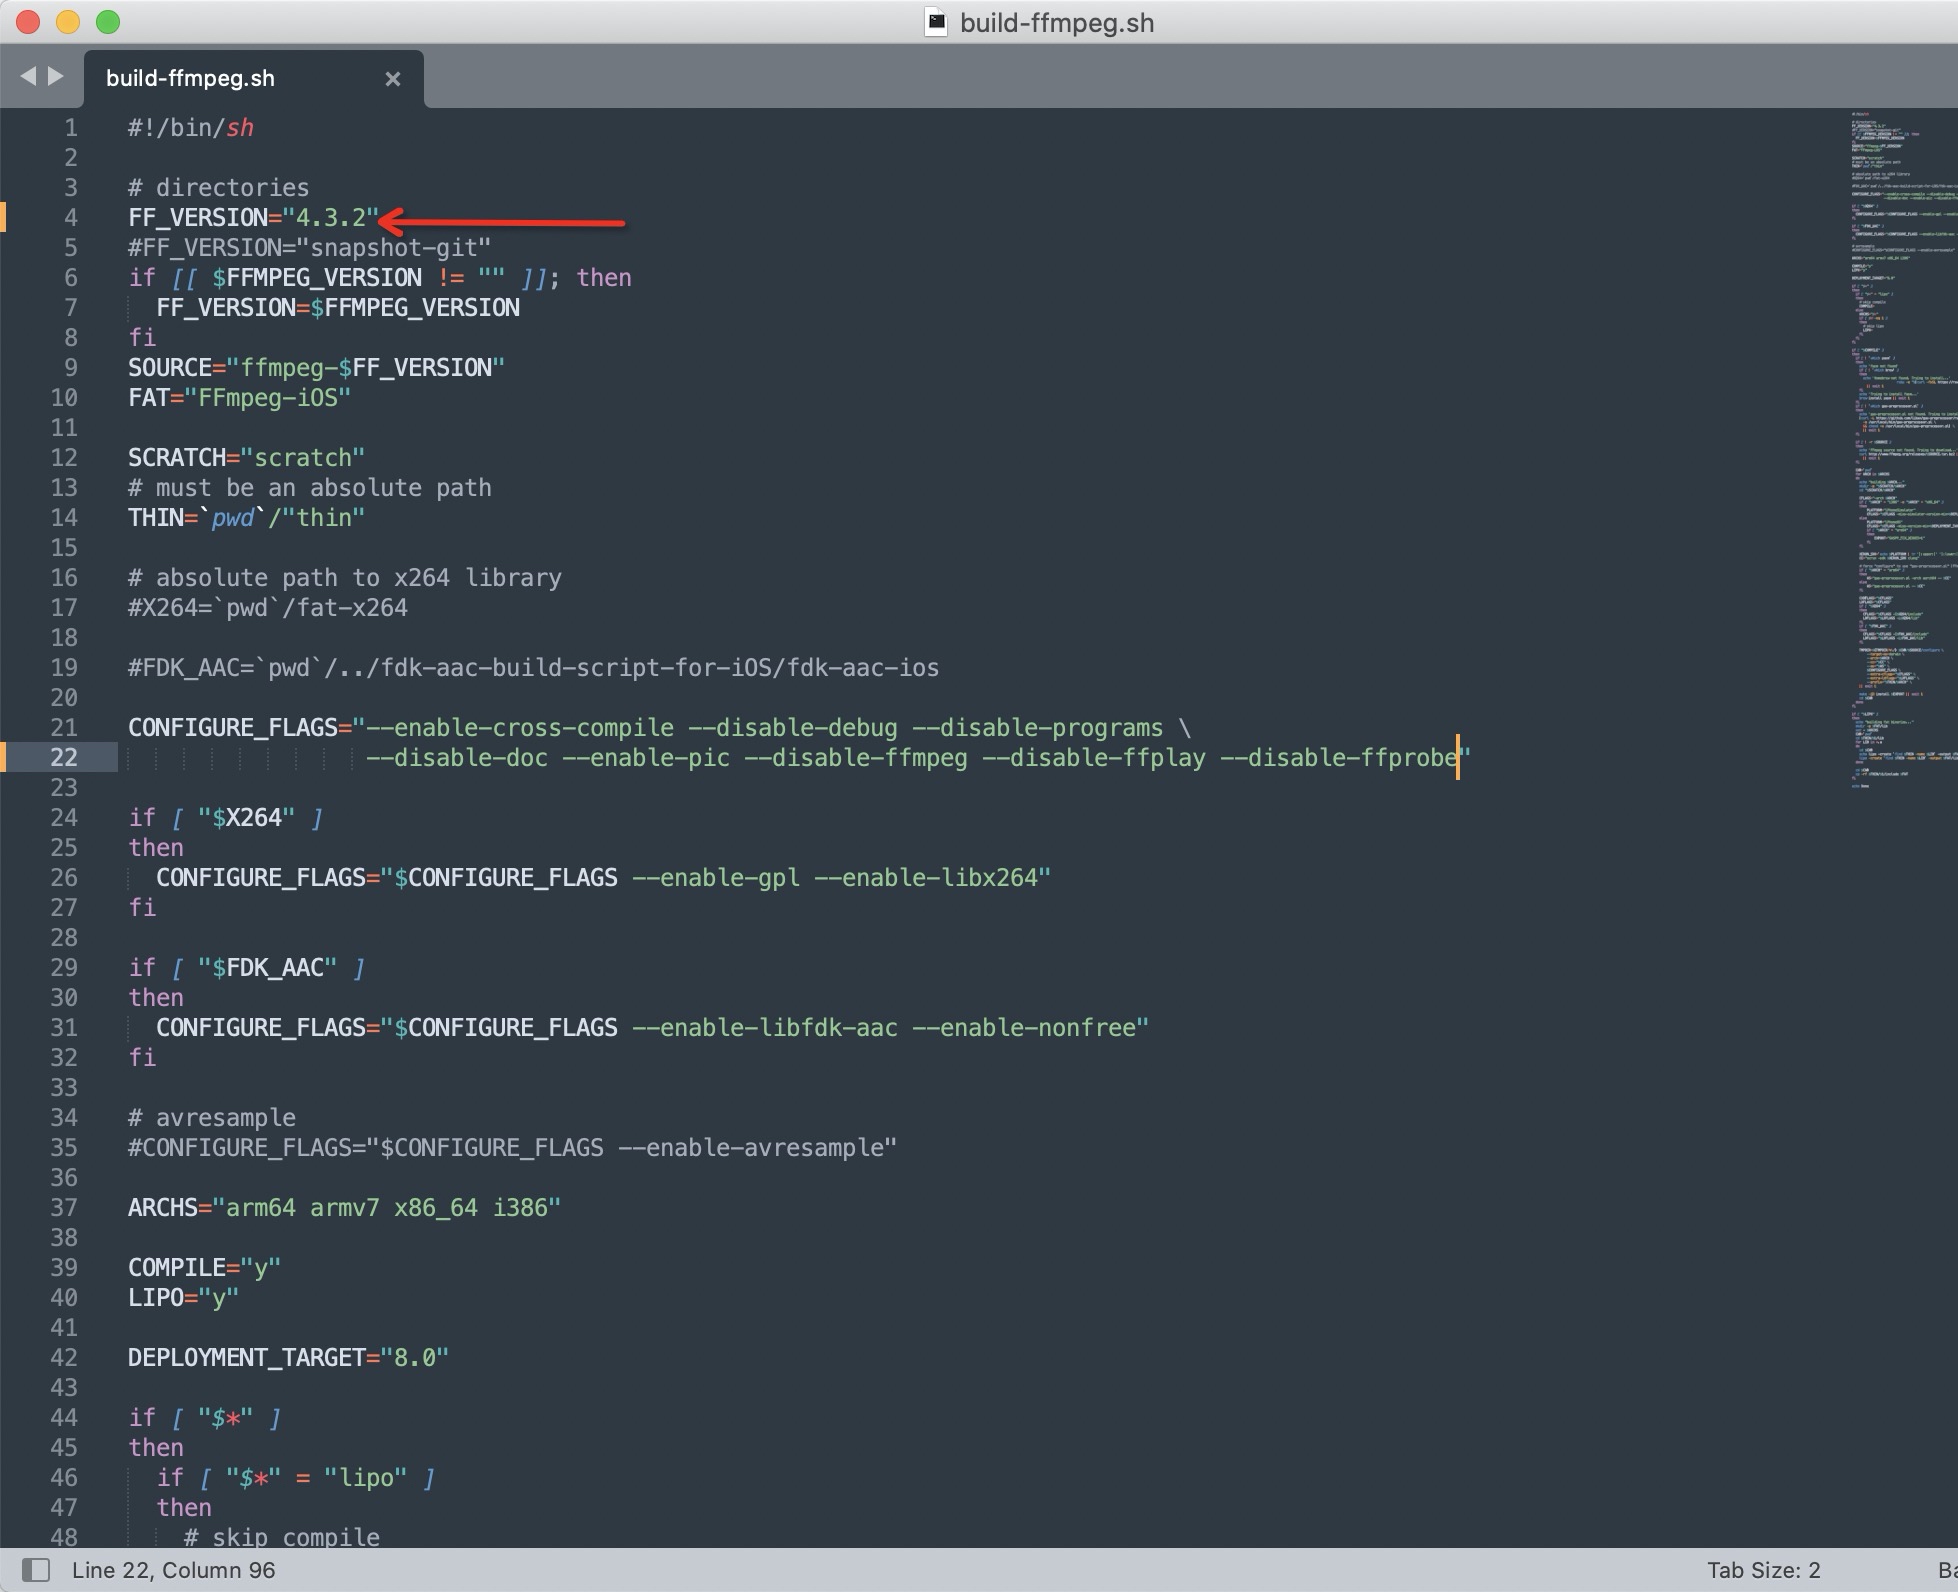 build-ffmpeg.sh
build-ffmpeg.sh ×
1 #!/bin/sh
2
3 # directories
4 FF_VERSION="4.3.2"
5 #FF_VERSION="snapshot-git"
6 if [[ $FFMPEG_VERSION != "" ]]; then
7 FF_VERSION=$FFMPEG_VERSION
8 fi
9 SOURCE="ffmpeg-$FF_VERSION"
10 FAT="FFmpeg-iOS"
11
12 SCRATCH="scratch"
13 # must be an absolute path
14 THIN=`pwd`/"thin"
15
16 # absolute path to x264 library
17 #X264=`pwd`/fat-x264
18
19 #FDK_AAC=`pwd`/../fdk-aac-build-script-for-iOS/fdk-aac-ios
20
21 CONFIGURE_FLAGS="--enable-cross-compile --disable-debug --disable-programs \
22 --disable-doc --enable-pic --disable-ffmpeg --disable-ffplay --disable-ffprobe"
23
24 if [ "$X264" ]
25 then
26 CONFIGURE_FLAGS="$CONFIGURE_FLAGS --enable-gpl --enable-libx264"
27 fi
28
29 if [ "$FDK_AAC" ]
30 then
31 CONFIGURE_FLAGS="$CONFIGURE_FLAGS --enable-libfdk-aac --enable-nonfree"
32 fi
33
34 # avresample
35 #CONFIGURE_FLAGS="$CONFIGURE_FLAGS --enable-avresample"
36
37 ARCHS="arm64 armv7 x86_64 i386"
38
39 COMPILE="y"
40 LIPO="y"
41
42 DEPLOYMENT_TARGET="8.0"
43
44 if [ "$*" ]
45 then
46 if [ "$*" = "lipo" ]
47 then
48 # skip compile
Line 22, Column 96
Tab Size: 2